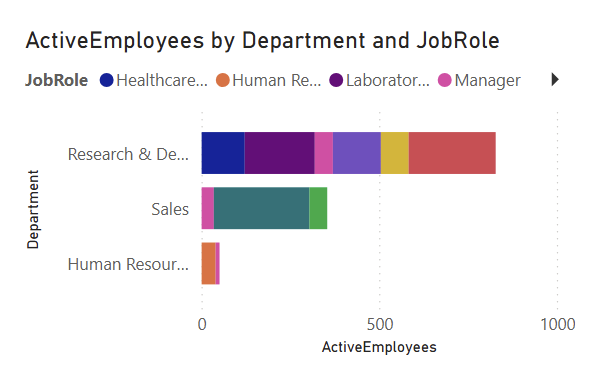 ActiveEmployees by Department and JobRole
JobRole Healthcare... Human Re... Laborator... Manager
Department
Research & De...
Sales
Human Resour...
0 500 1000
ActiveEmployees